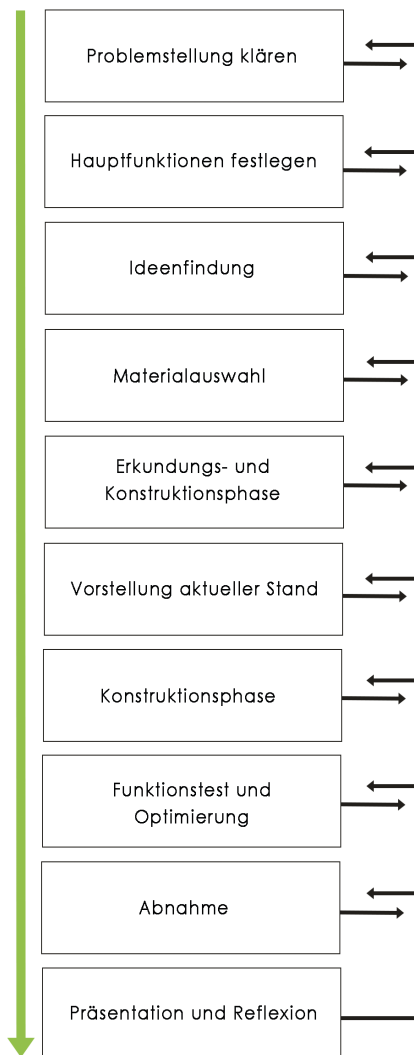 Problemstellung klären
Hauptfunktionen festlegen
Ideenfindung
Materialauswahl
Erkundungs- und
Konstruktionsphase
Vorstellung aktueller Stand
Konstruktionsphase
Funktionstest und
Optimierung
Abnahme
Präsentation und Reflexion